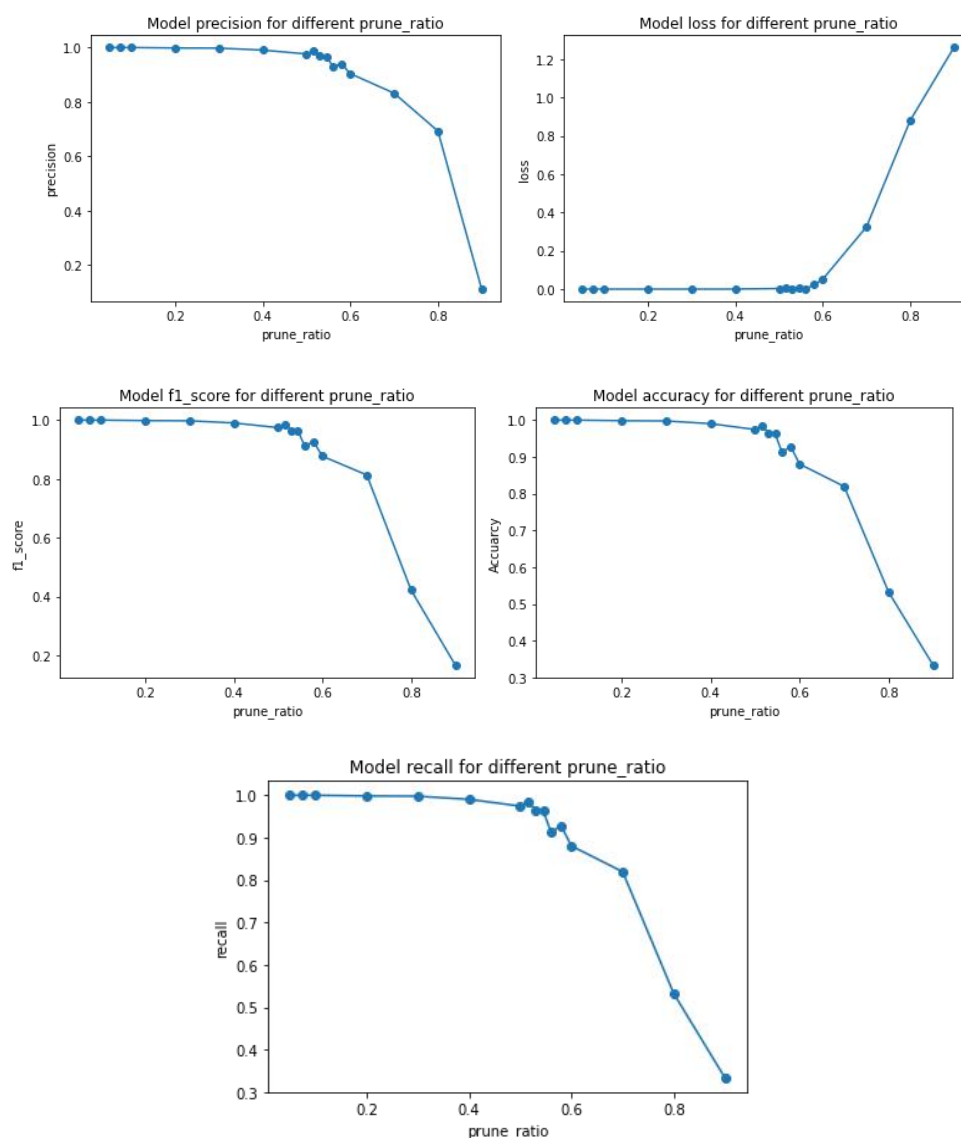 Model precision for different prune_ratio
1.0
0.8
0.6
0.4
0.2
precision
0.2 0.4 0.6 0.8
prune_ratio
Model loss for different prune_ratio
1.2
1.0
0.8
0.6
0.4
0.2
0.0
loss
0.2 0.4 0.6 0.8
prune_ratio
Model f1_score for different prune_ratio
1.0
0.8
0.6
0.4
0.2
f1_score
0.2 0.4 0.6 0.8
prune_ratio
Model accuracy for different prune_ratio
1.0
0.9
0.8
0.7
0.6
0.5
0.4
0.3
Accuarcy
0.2 0.4 0.6 0.8
prune_ratio
Model recall for different prune_ratio
1.0
0.9
0.8
0.7
0.6
0.5
0.4
0.3
recall
0.2 0.4 0.6 0.8
prune_ratio